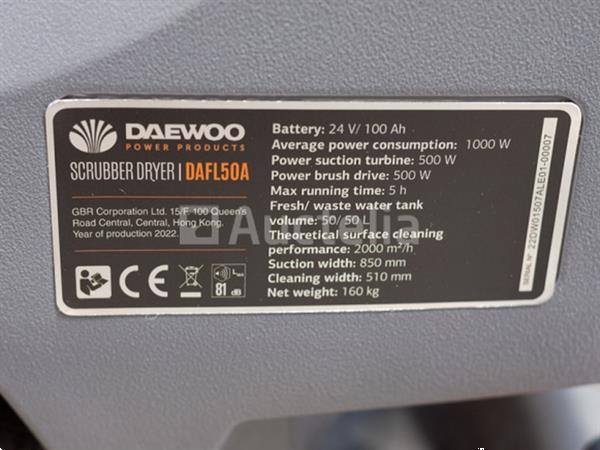 DAEWOO
POWER PRODUCTS
SCRUBBER DRYER | DAFL50A
GBR Corporation Ltd. 15/F 100 Queen's
Road Central, Central, Hong Kong.
Year of production 2022.
CE
81 dB
Battery: 24 V/ 100 Ah
Average power consumption: 1000 W
Power suction turbine: 500 W
Power brush drive: 500 W
Max running time: 5 h
Fresh/ waste water tank
volume: 50/ 50 L
Theoretical surface cleaning
performance: 2000 m²/h
Suction width: 850 mm
Cleaning width: 510 mm
Net weight: 160 kg
SERIAL №: 22DW01507ALE01-00007
Auctelia